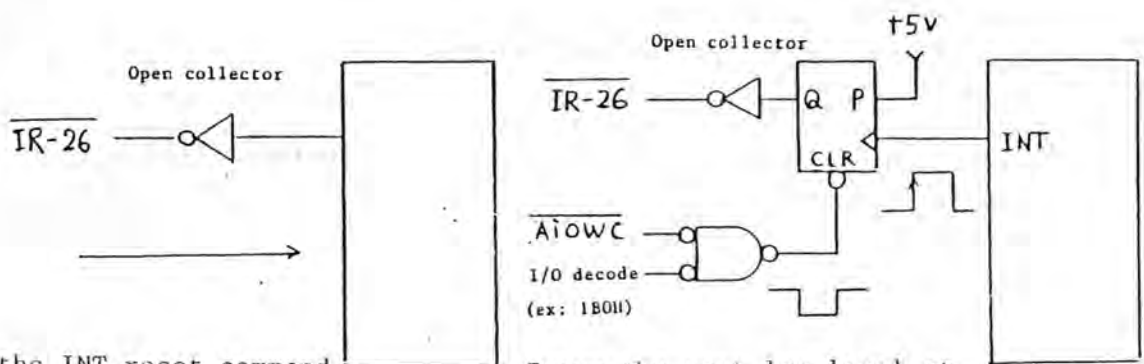 Open collector
IR-26
Open collector
IR-26
+5V
Q P
CLR
INT
AIOWC
I/O decode
(ex: 1B0H)
the INT reset command